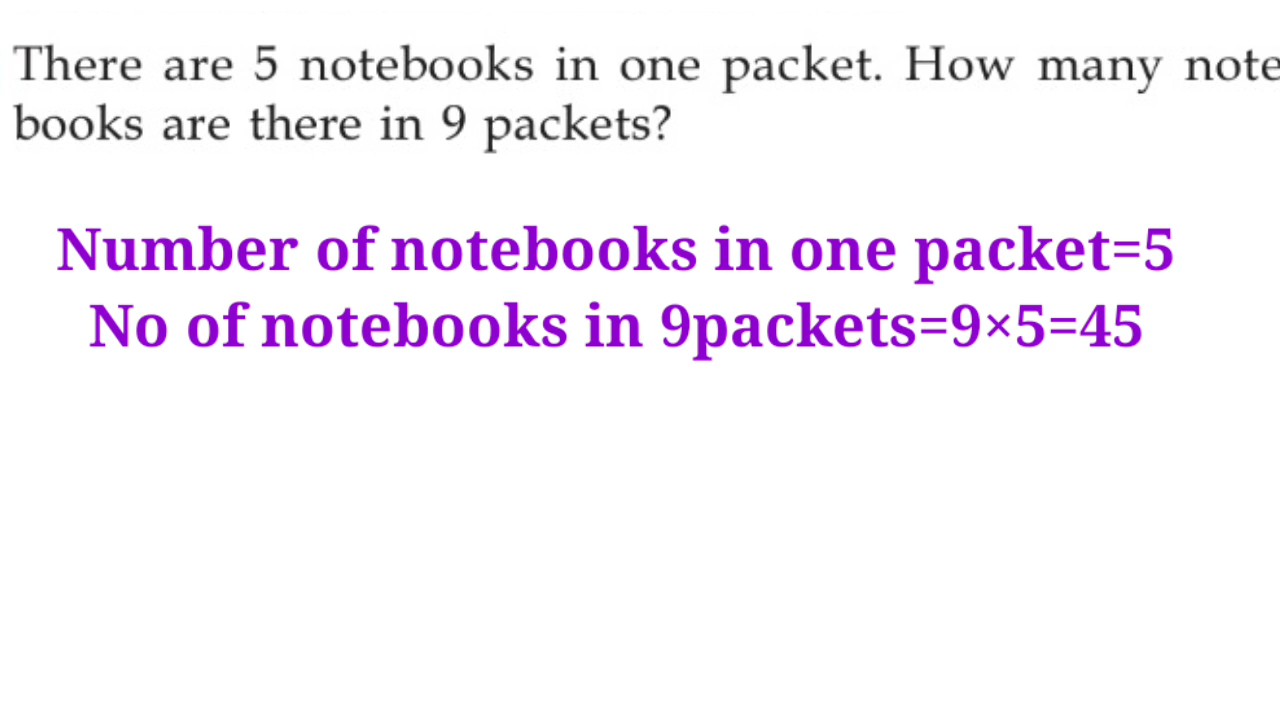 There are 5 notebooks in one packet. How many note
books are there in 9 packets?
Number of notebooks in one packet=5
No of notebooks in 9packets=9×5=45